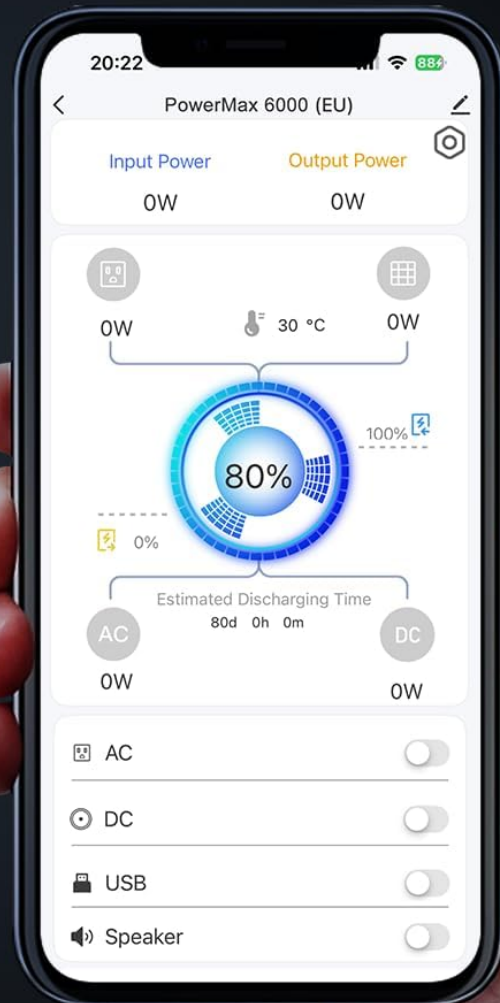 20:22
88
PowerMax 6000 (EU)
Input Power Output Power
0W 0W
0W 30 °C 0W
100%
80%
0%
Estimated Discharging Time
80d 0h 0m
AC DC
0W 0W
AC
DC
USB
Speaker